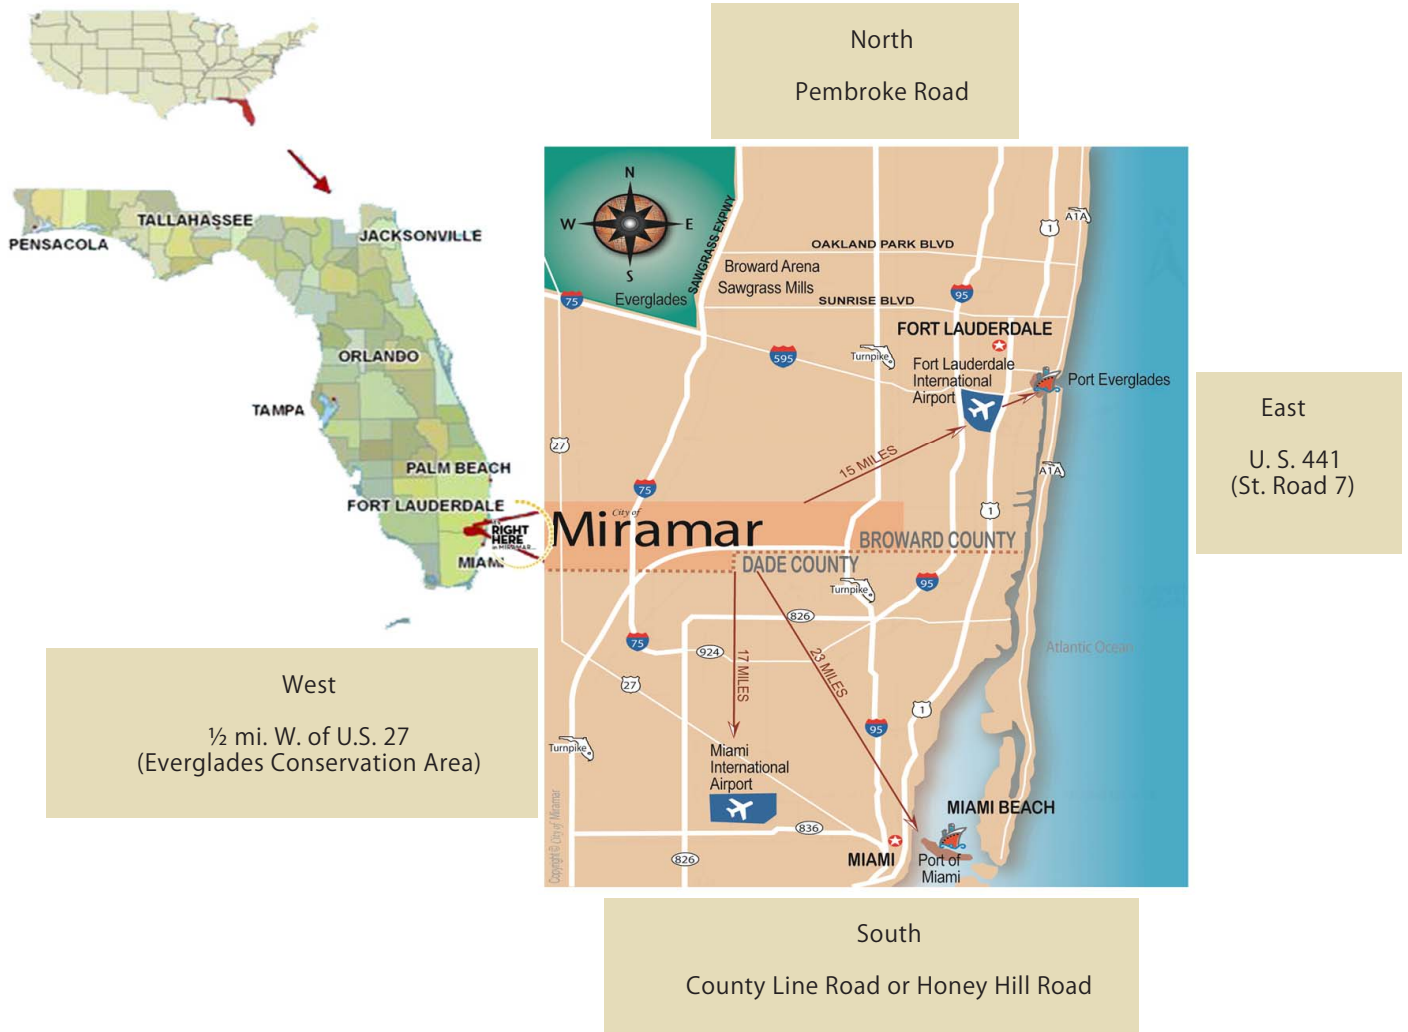 North
Pembroke Road
TALLAHASSEE
JACKSONVILLE
PENSACOLA
ORLANDO
TAMPA
PALM BEACH
FORT LAUDERDALE
RIGHT
HERE
in MIRAMAR...
MIAMI
N
W
E
S
SAWGRASS EXPWY
A1A
1
OAKLAND PARK BLVD
Broward Arena
Sawgrass Mills
Everglades
75
95
SUNRISE BLVD
FORT LAUDERDALE
595
Turnpike
Fort Lauderdale
International
Airport
Port Everglades
27
15 MILES
A1A
75
1
City of
Miramar
BROWARD COUNTY
DADE COUNTY
95
Turnpike
826
75
924
17 MILES
23 MILES
Atlantic Ocean
27
1
95
Turnpike
Miami
International
Airport
MIAMI BEACH
836
826
MIAMI
Port of
Miami
Copyright © City of Miramar
East
U. S. 441
(St. Road 7)
West
½ mi. W. of U.S. 27
(Everglades Conservation Area)
South
County Line Road or Honey Hill Road